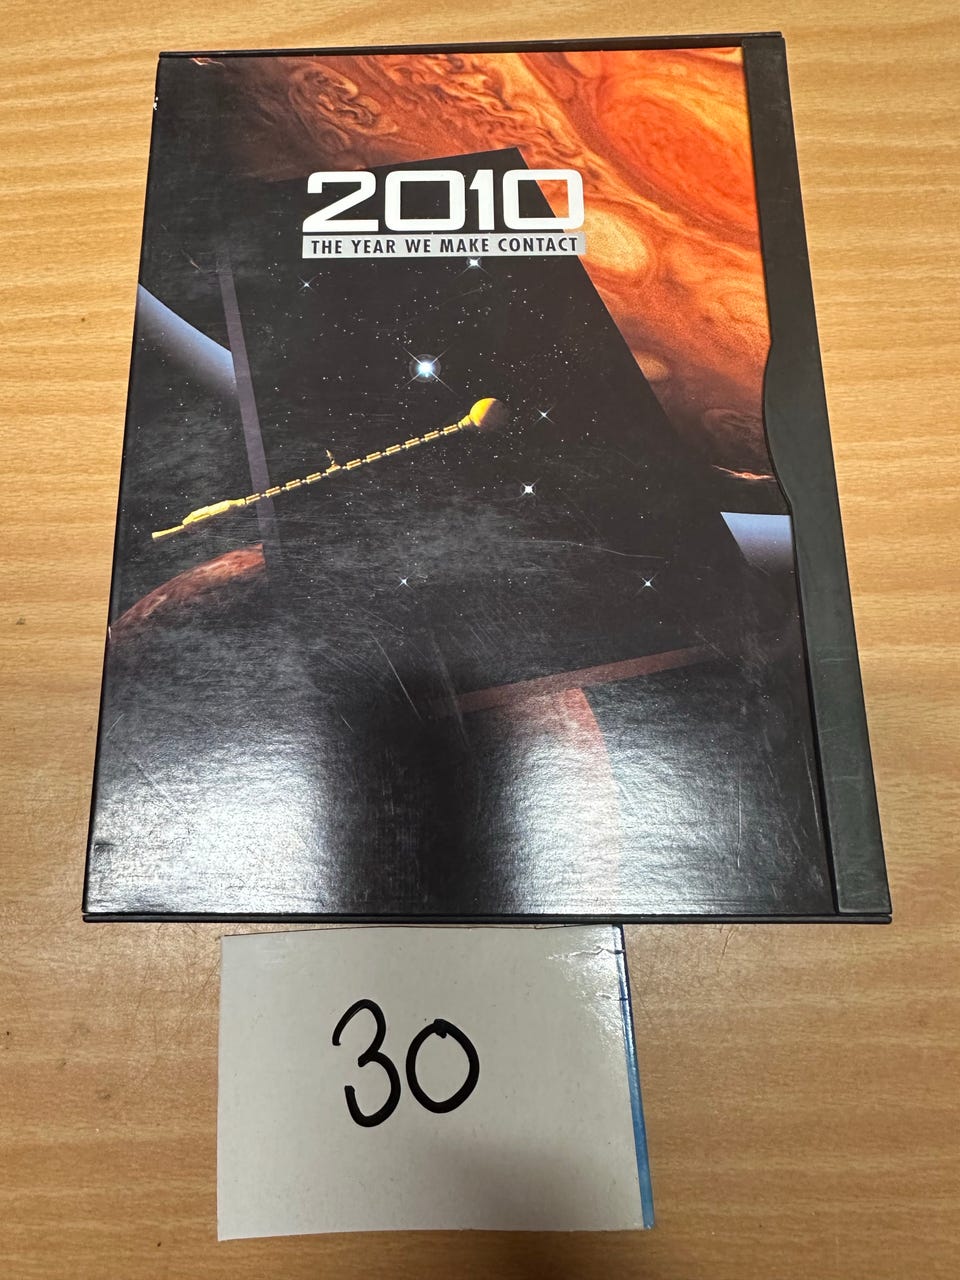 2010
THE YEAR WE MAKE CONTACT
30